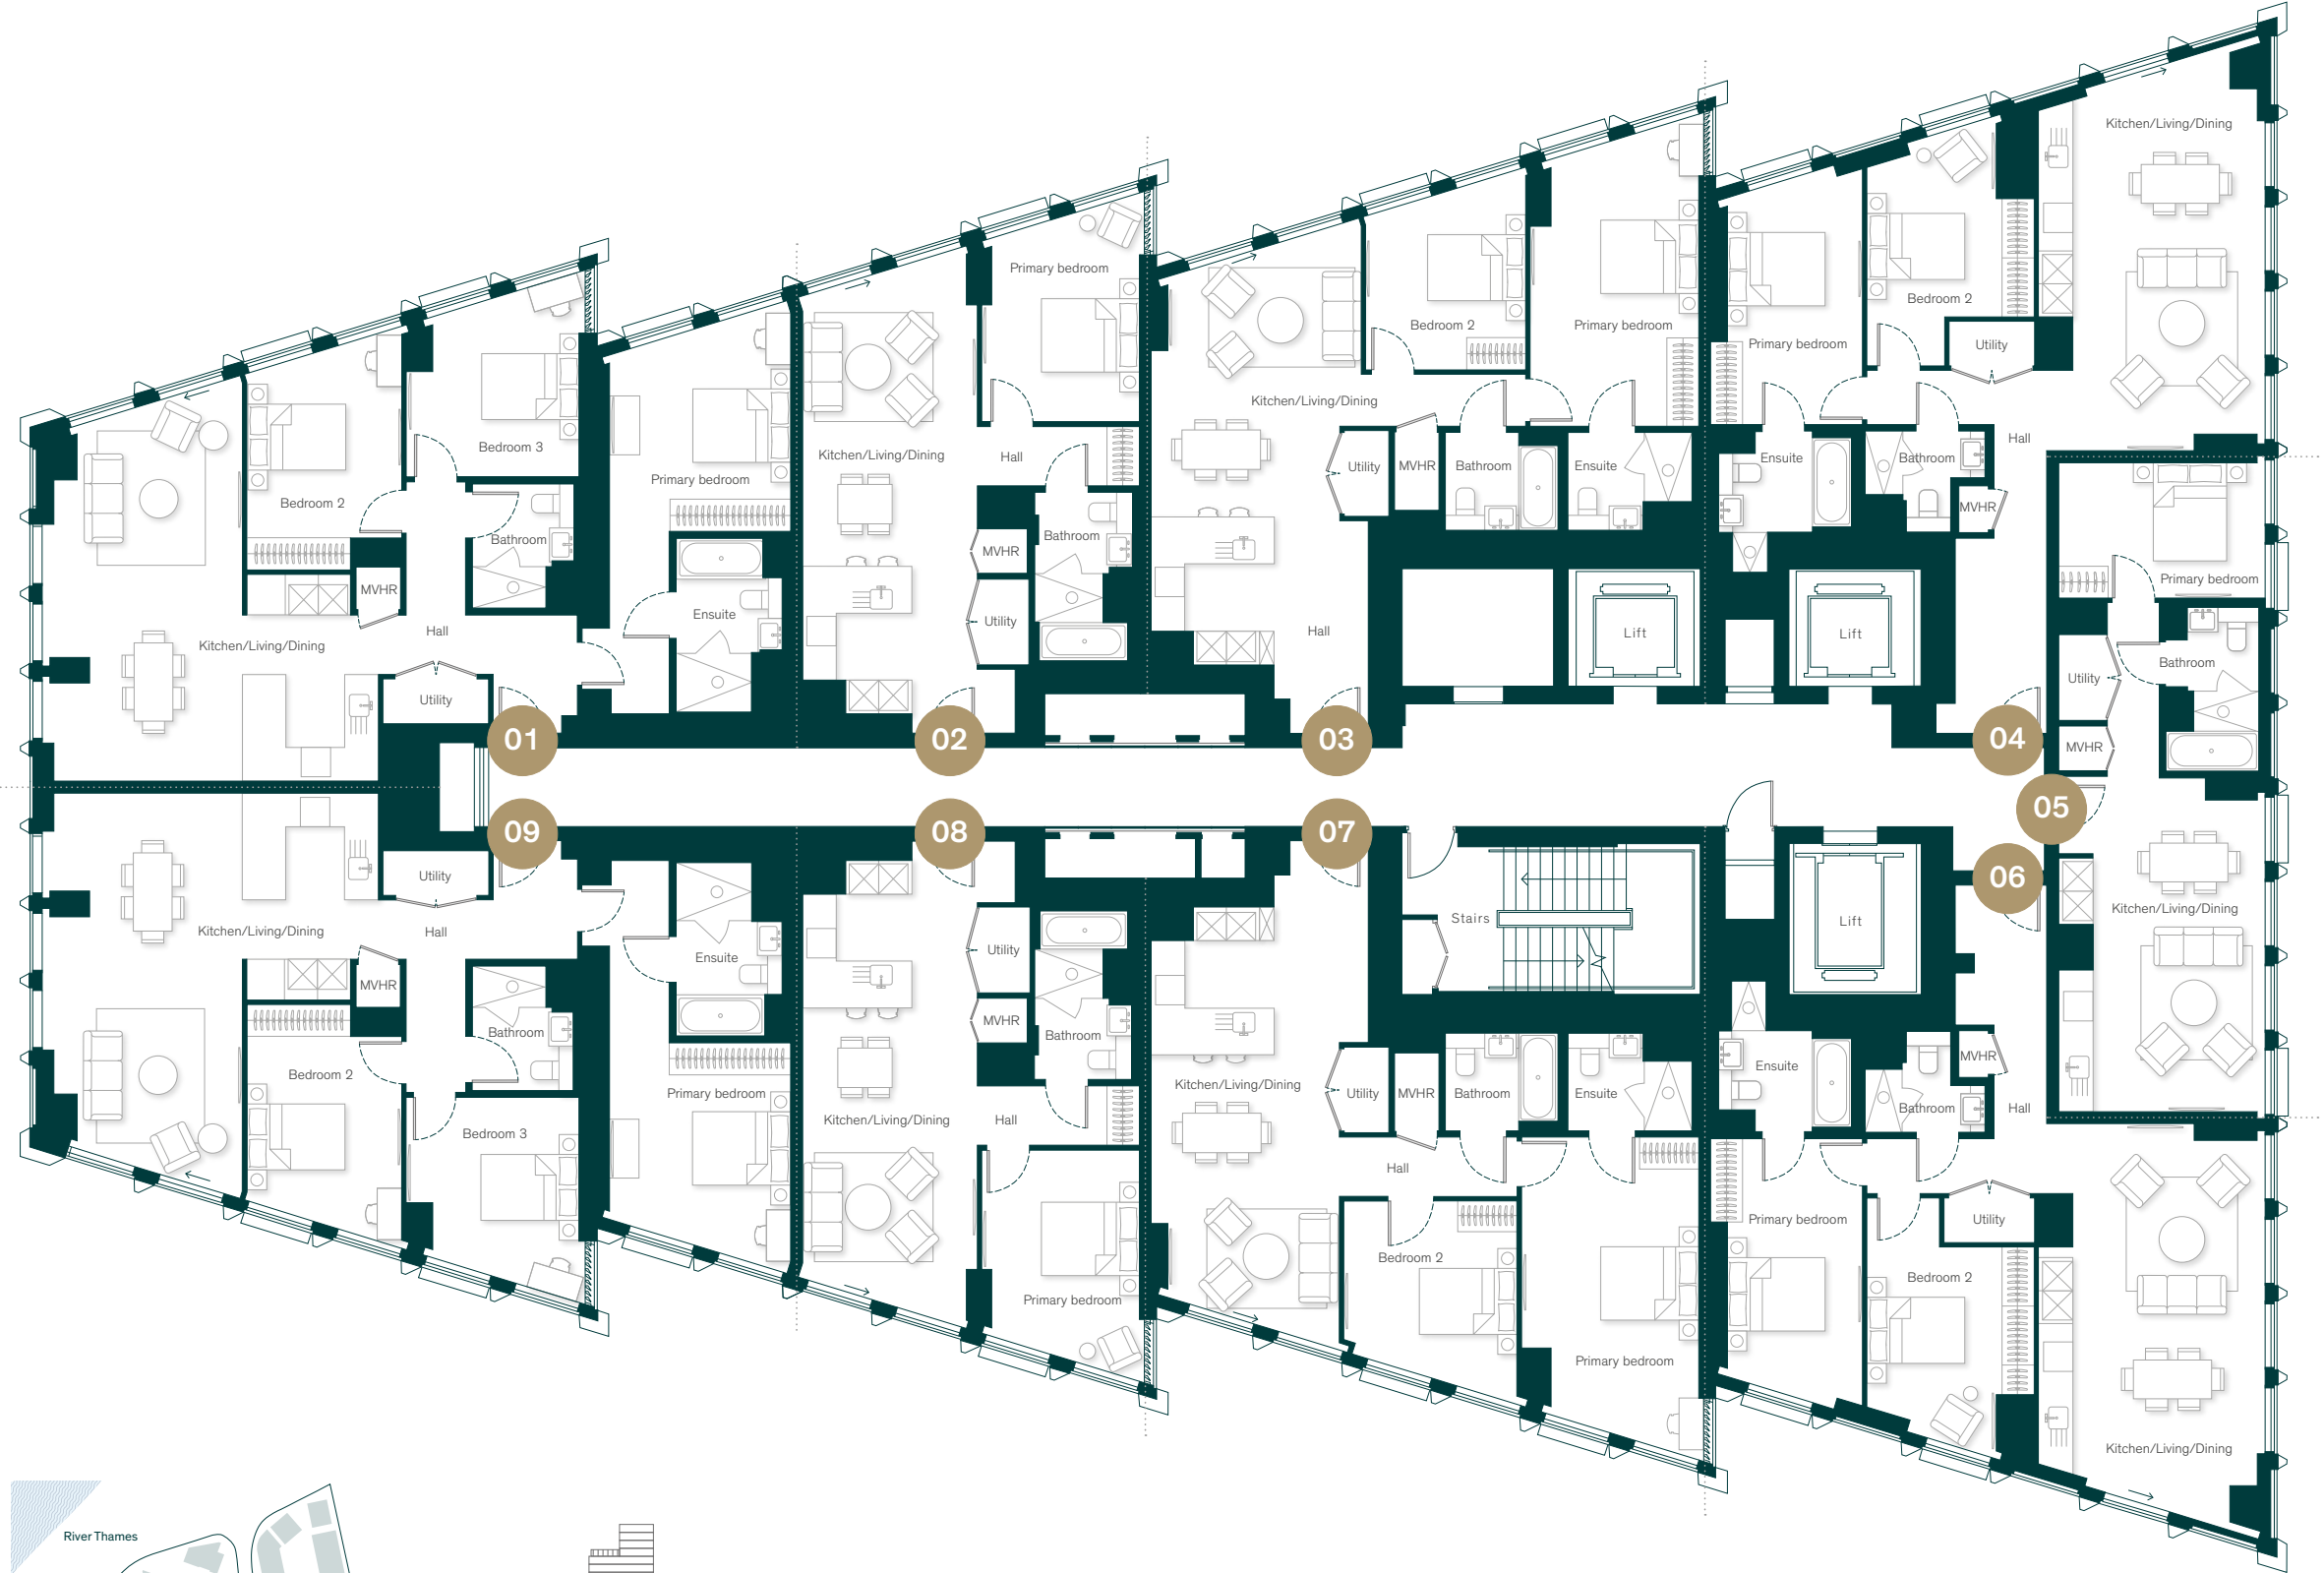 Kitchen/Living/Dining
Bedroom 2
Primary bedroom
Utility
Primary bedroom
Hall
Bedroom 2
Primary bedroom
Kitchen/Living/Dining
Bedroom 3
Bedroom 2
Primary bedroom
Kitchen/Living/Dining
Hall
Utility
MVHR
Bathroom
Ensuite
Ensuite
Bathroom
MVHR
Bathroom
MVHR
MVHR
Bathroom
Primary bedroom
Kitchen/Living/Dining
Hall
Ensuite
Utility
Hall
Lift
Lift
Utility
Bathroom
Utility
MVHR
01
02
03
04
05
09
08
07
06
Utility
Kitchen/Living/Dining
Hall
Ensuite
Utility
Stairs
Lift
Kitchen/Living/Dining
MVHR
Bathroom
MVHR
Bathroom
Kitchen/Living/Dining
Utility
MVHR
Bathroom
Ensuite
Ensuite
MVHR
Bathroom
Hall
Bedroom 2
Bedroom 3
Primary bedroom
Kitchen/Living/Dining
Hall
Hall
Primary bedroom
Bedroom 2
Primary bedroom
Primary bedroom
Utility
Bedroom 2
Kitchen/Living/Dining
River Thames